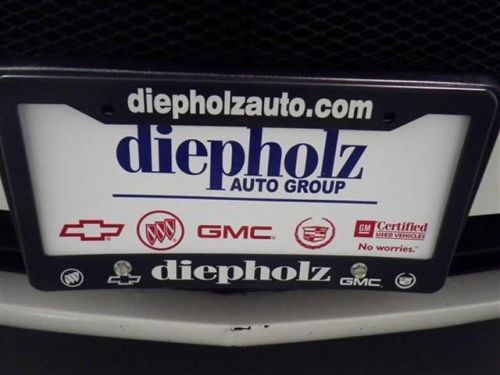 diepholzauto.com
diepholz
AUTO GROUP
GMC
GM Certified
USED VEHICLES
No worries.
diepholz
GMC